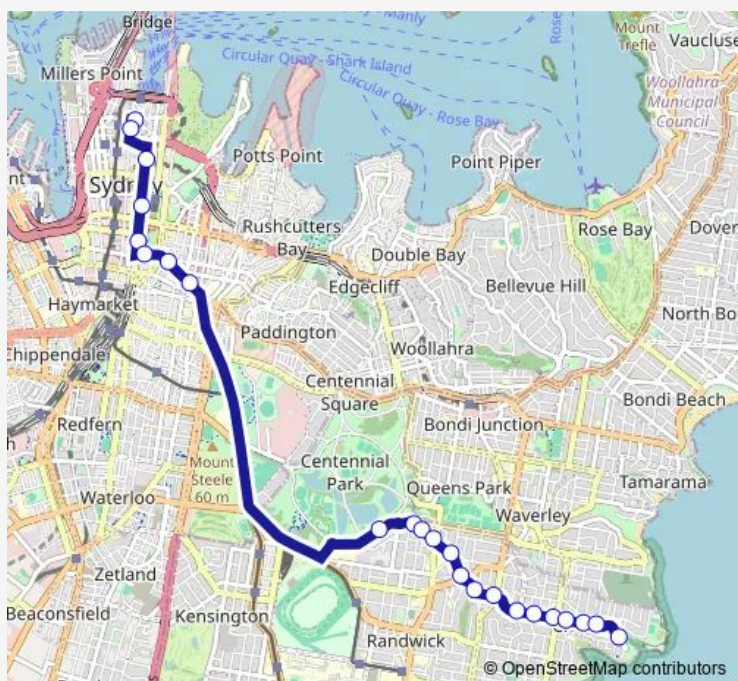 Bridge
Mount
Trefle
Vaucluse
Circular Quay - Shark Island
Manly
Millers Point
Circular Quay - Rose Bay
Woollahra
Municipal
Council
Potts Point
Point Piper
Sydney
Rushcutters
Bay
Rose Bay
Dover
Double Bay
Edgecliff
Bellevue Hill
Haymarket
North Bo
Paddington
Chippendale
Woollahra
Centennial
Square
Bondi Beach
Redfern
Bondi Junction
Mount
Steele
60 m
Centennial
Park
Tamarama
Queens Park
Waterloo
Waverley
Zetland
Beaconsfield
Kensington
Randwick
© OpenStreetMap contributors